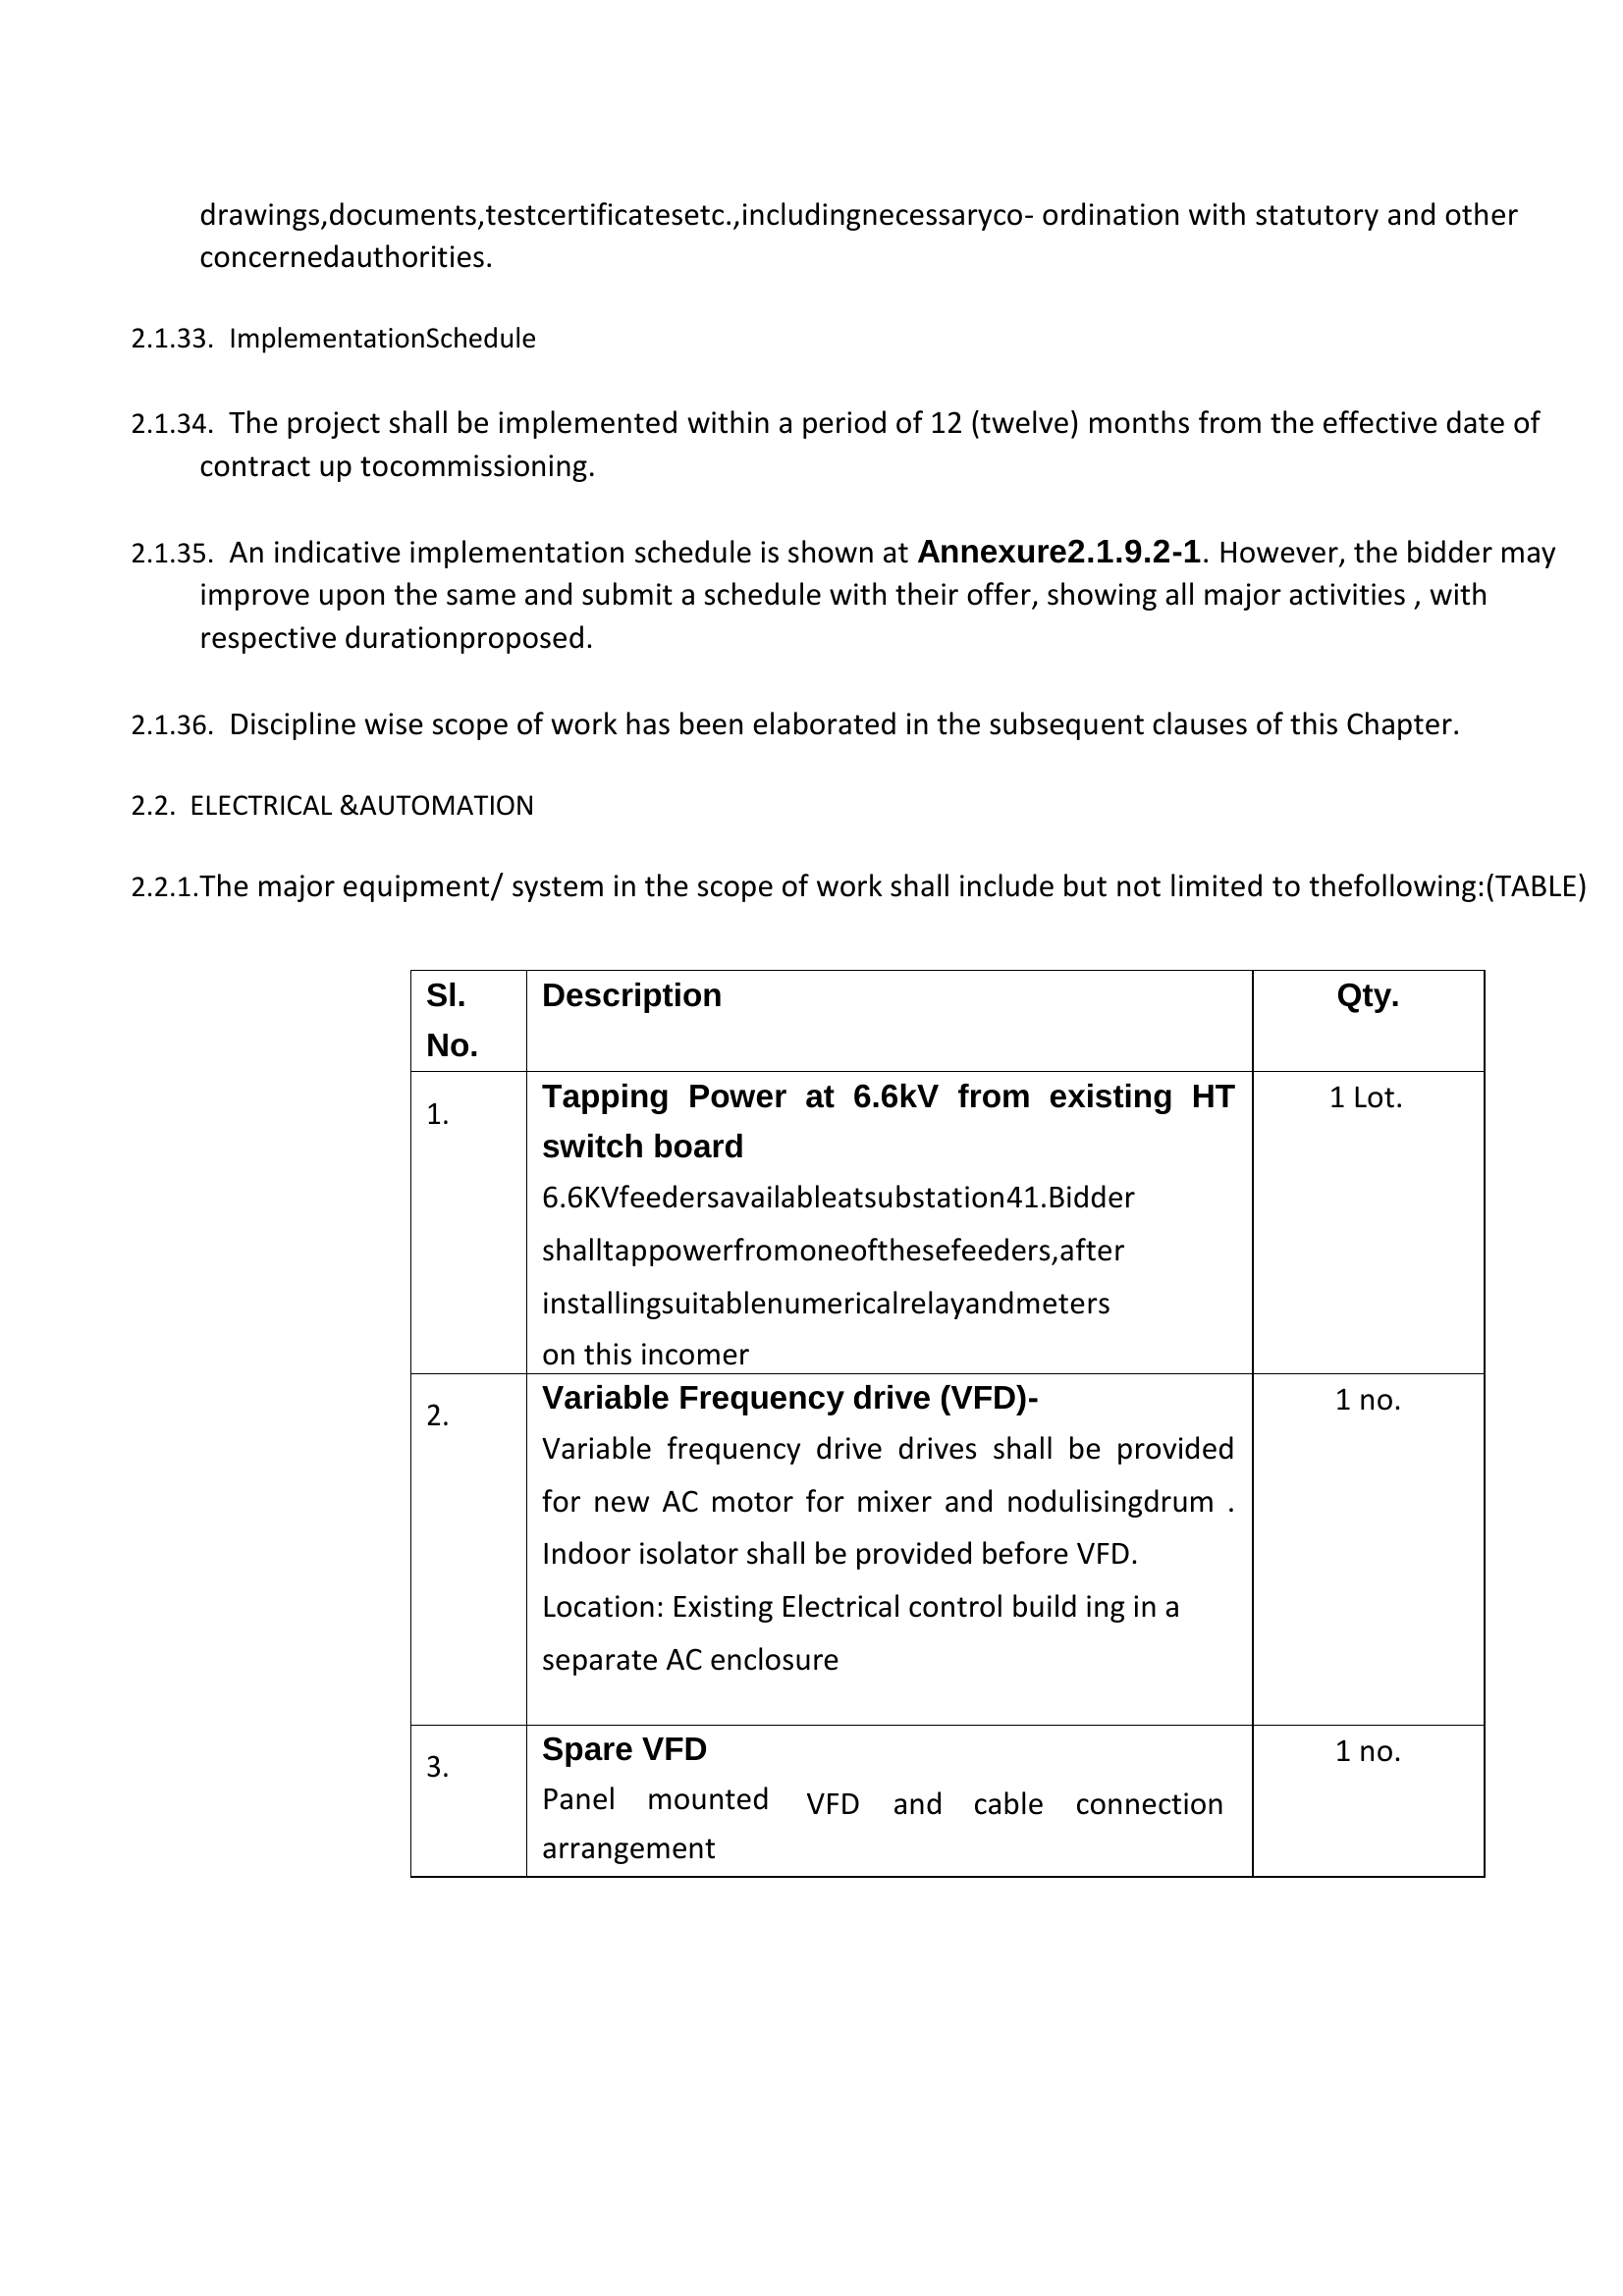 drawings,documents,testcertificatesetc.,includingnecessaryco- ordination with statutory and other
concernedauthorities.
2.1.33. ImplementationSchedule
2.1.34. The project shall be implemented within a period of 12 (twelve) months from the effective date of
contract up tocommissioning.
2.1.35. An indicative implementation schedule is shown at Annexure2.1.9.2-1. However, the bidder may
improve upon the same and submit a schedule with their offer, showing all major activities , with
respective durationproposed.
2.1.36. Discipline wise scope of work has been elaborated in the subsequent clauses of this Chapter.
2.2. ELECTRICAL &AUTOMATION
2.2.1.The major equipment/ system in the scope of work shall include but not limited to thefollowing:(TABLE)
Sl. Description Qty.
No.
1. Tapping Power at 6.6kV from existing HT 1 Lot.
switch board
6.6KVfeedersavailableatsubstation41.Bidder
shalltappowerfromoneofthesefeeders,after
installingsuitablenumericalrelayandmeters
on this incomer
2. Variable Frequency drive (VFD)- 1 no.
Variable frequency drive drives shall be provided
for new AC motor for mixer and nodulisingdrum .
Indoor isolator shall be provided before VFD.
Location: Existing Electrical control build ing in a
separate AC enclosure
3. Spare VFD 1 no.
Panel mounted VFD and cable connection
arrangement